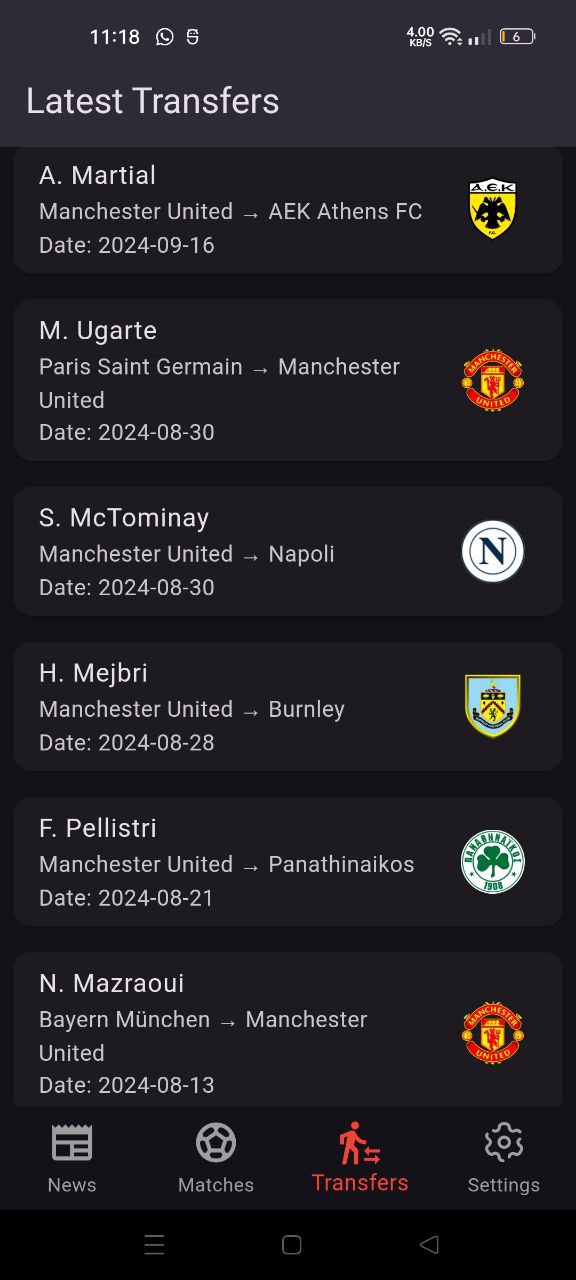 11:18
4.00
KB/S
6
Latest Transfers
A. Martial
Manchester United → AEK Athens FC
Date: 2024-09-16
A.E.K
F.C.
M. Ugarte
Paris Saint Germain → Manchester
United
Date: 2024-08-30
MANCHESTER
UNITED
S. McTominay
Manchester United → Napoli
Date: 2024-08-30
N
H. Mejbri
Manchester United → Burnley
Date: 2024-08-28
F. Pellistri
Manchester United → Panathinaikos
Date: 2024-08-21
ΠΑΝΑΘΗΝΑΪΚΟΣ
1908
N. Mazraoui
Bayern München → Manchester
United
Date: 2024-08-13
MANCHESTER
UNITED
News
Matches
Transfers
Settings